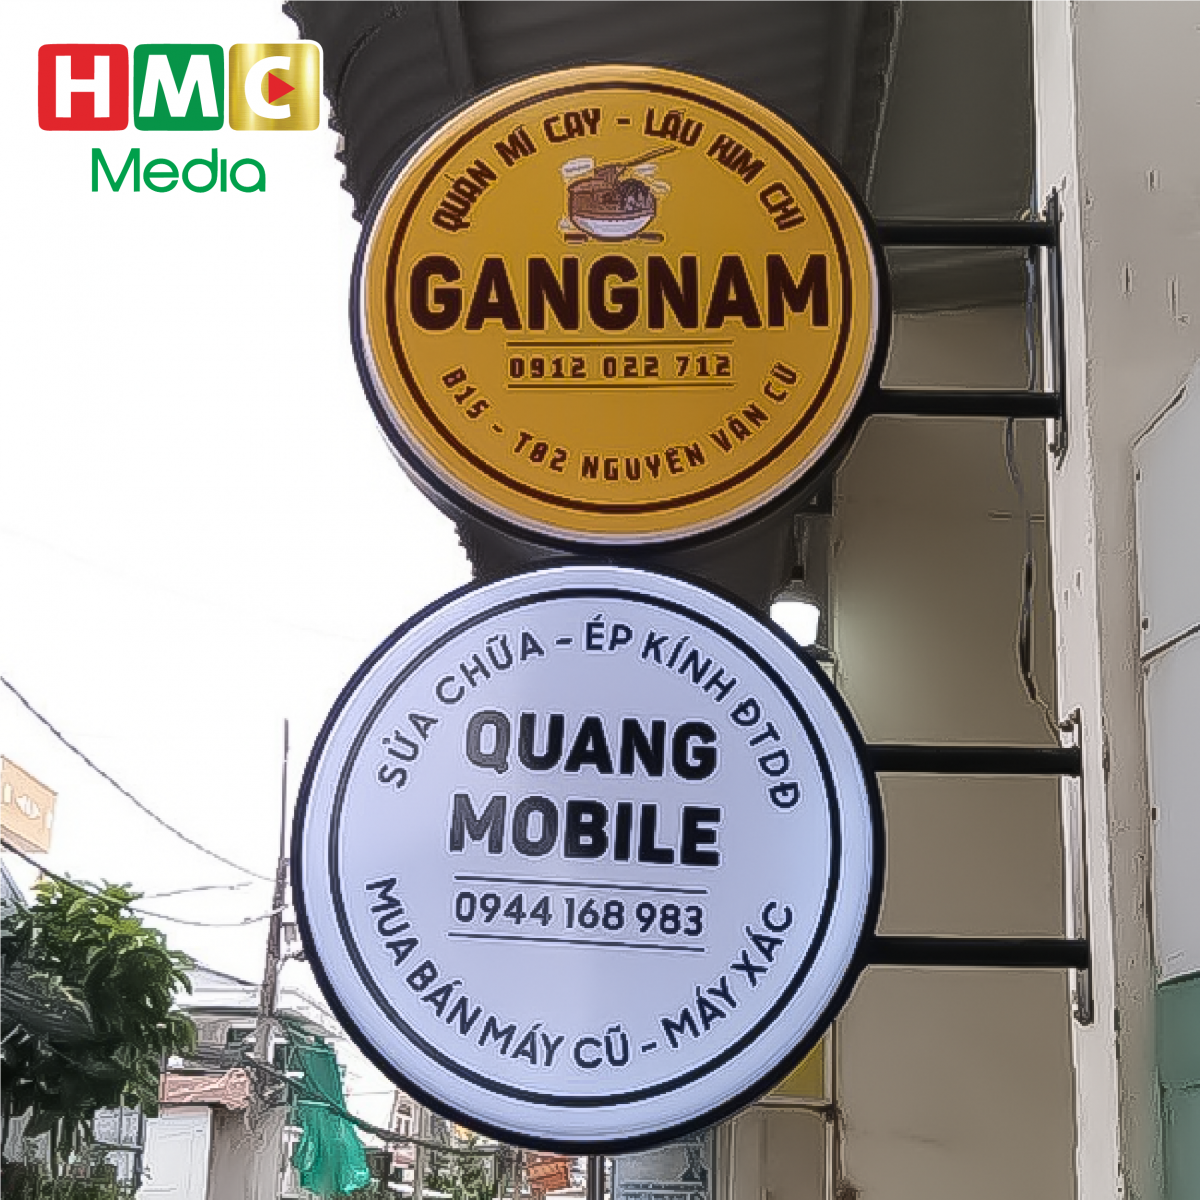 HMC
Media
QUÁN MÌ CAY - LẨU KIM CHI
GANGNAM
0912 022 712
B15 - T82 NGUYỄN VĂN CỪ
SỬA CHỮA - ÉP KÍNH ĐTDĐ
QUANG
MOBILE
0944 168 983
MUA BÁN MÁY CŨ - MÁY XÁC